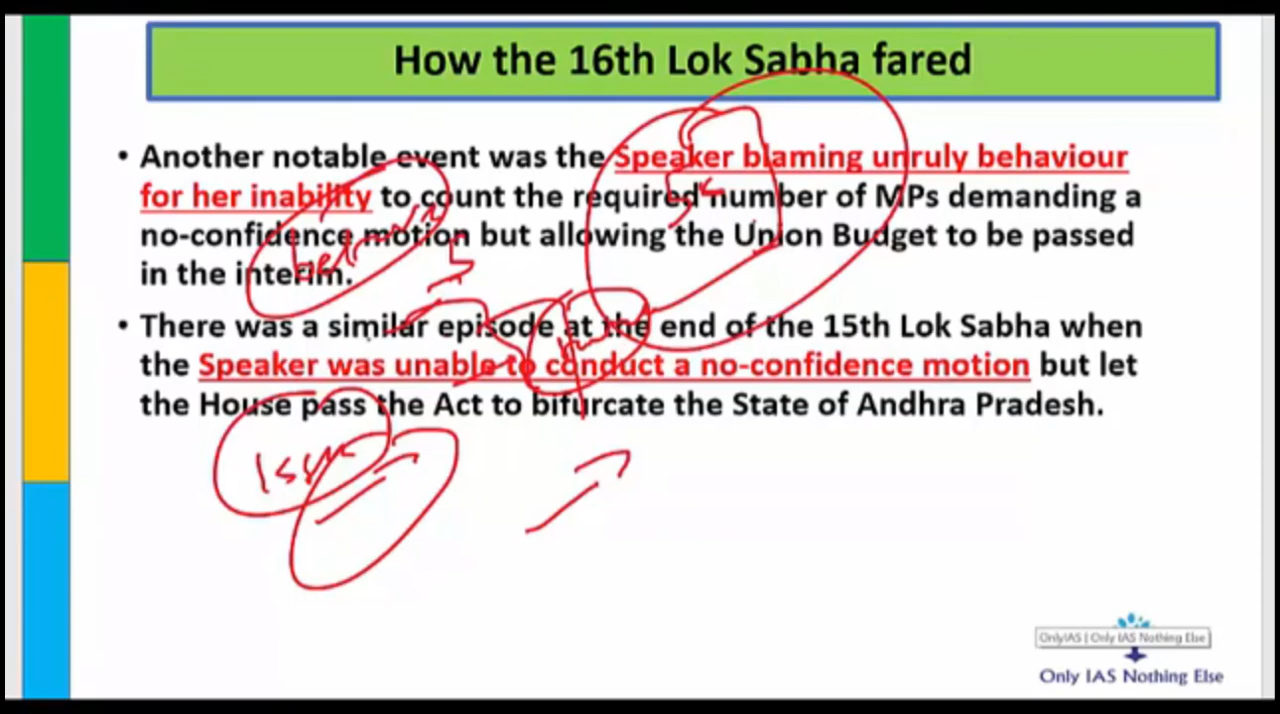 How the 16th Lok Sabha fared
• Another notable event was the Speaker blaming unruly behaviour
for her inability to count the required number of MPs demanding a
no-confidence motion but allowing the Union Budget to be passed
in the interim.
• There was a similar episode at the end of the 15th Lok Sabha when
the Speaker was unable to conduct a no-confidence motion but let
the House pass the Act to bifurcate the State of Andhra Pradesh.
OnlyIAS | Only IAS Nothing Else
Only IAS Nothing Else